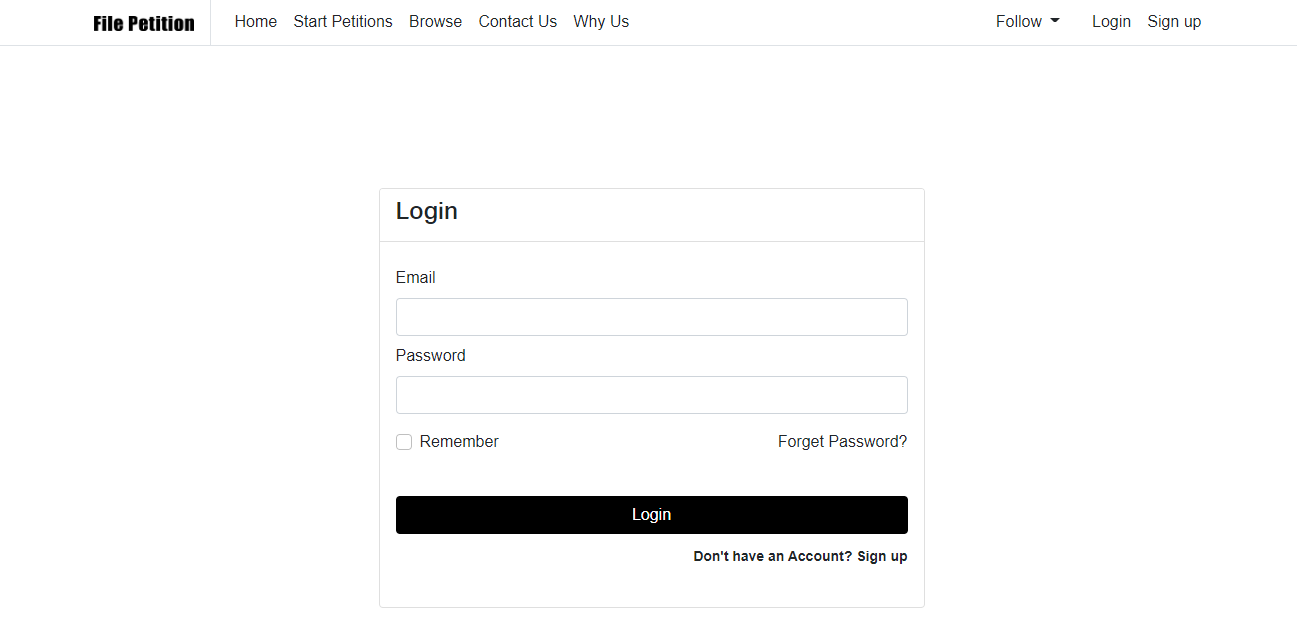 File Petition Home Start Petitions Browse Contact Us Why Us Follow Login Sign up
Login
Email
Password
Remember Forget Password?
Login
Don't have an Account? Sign up